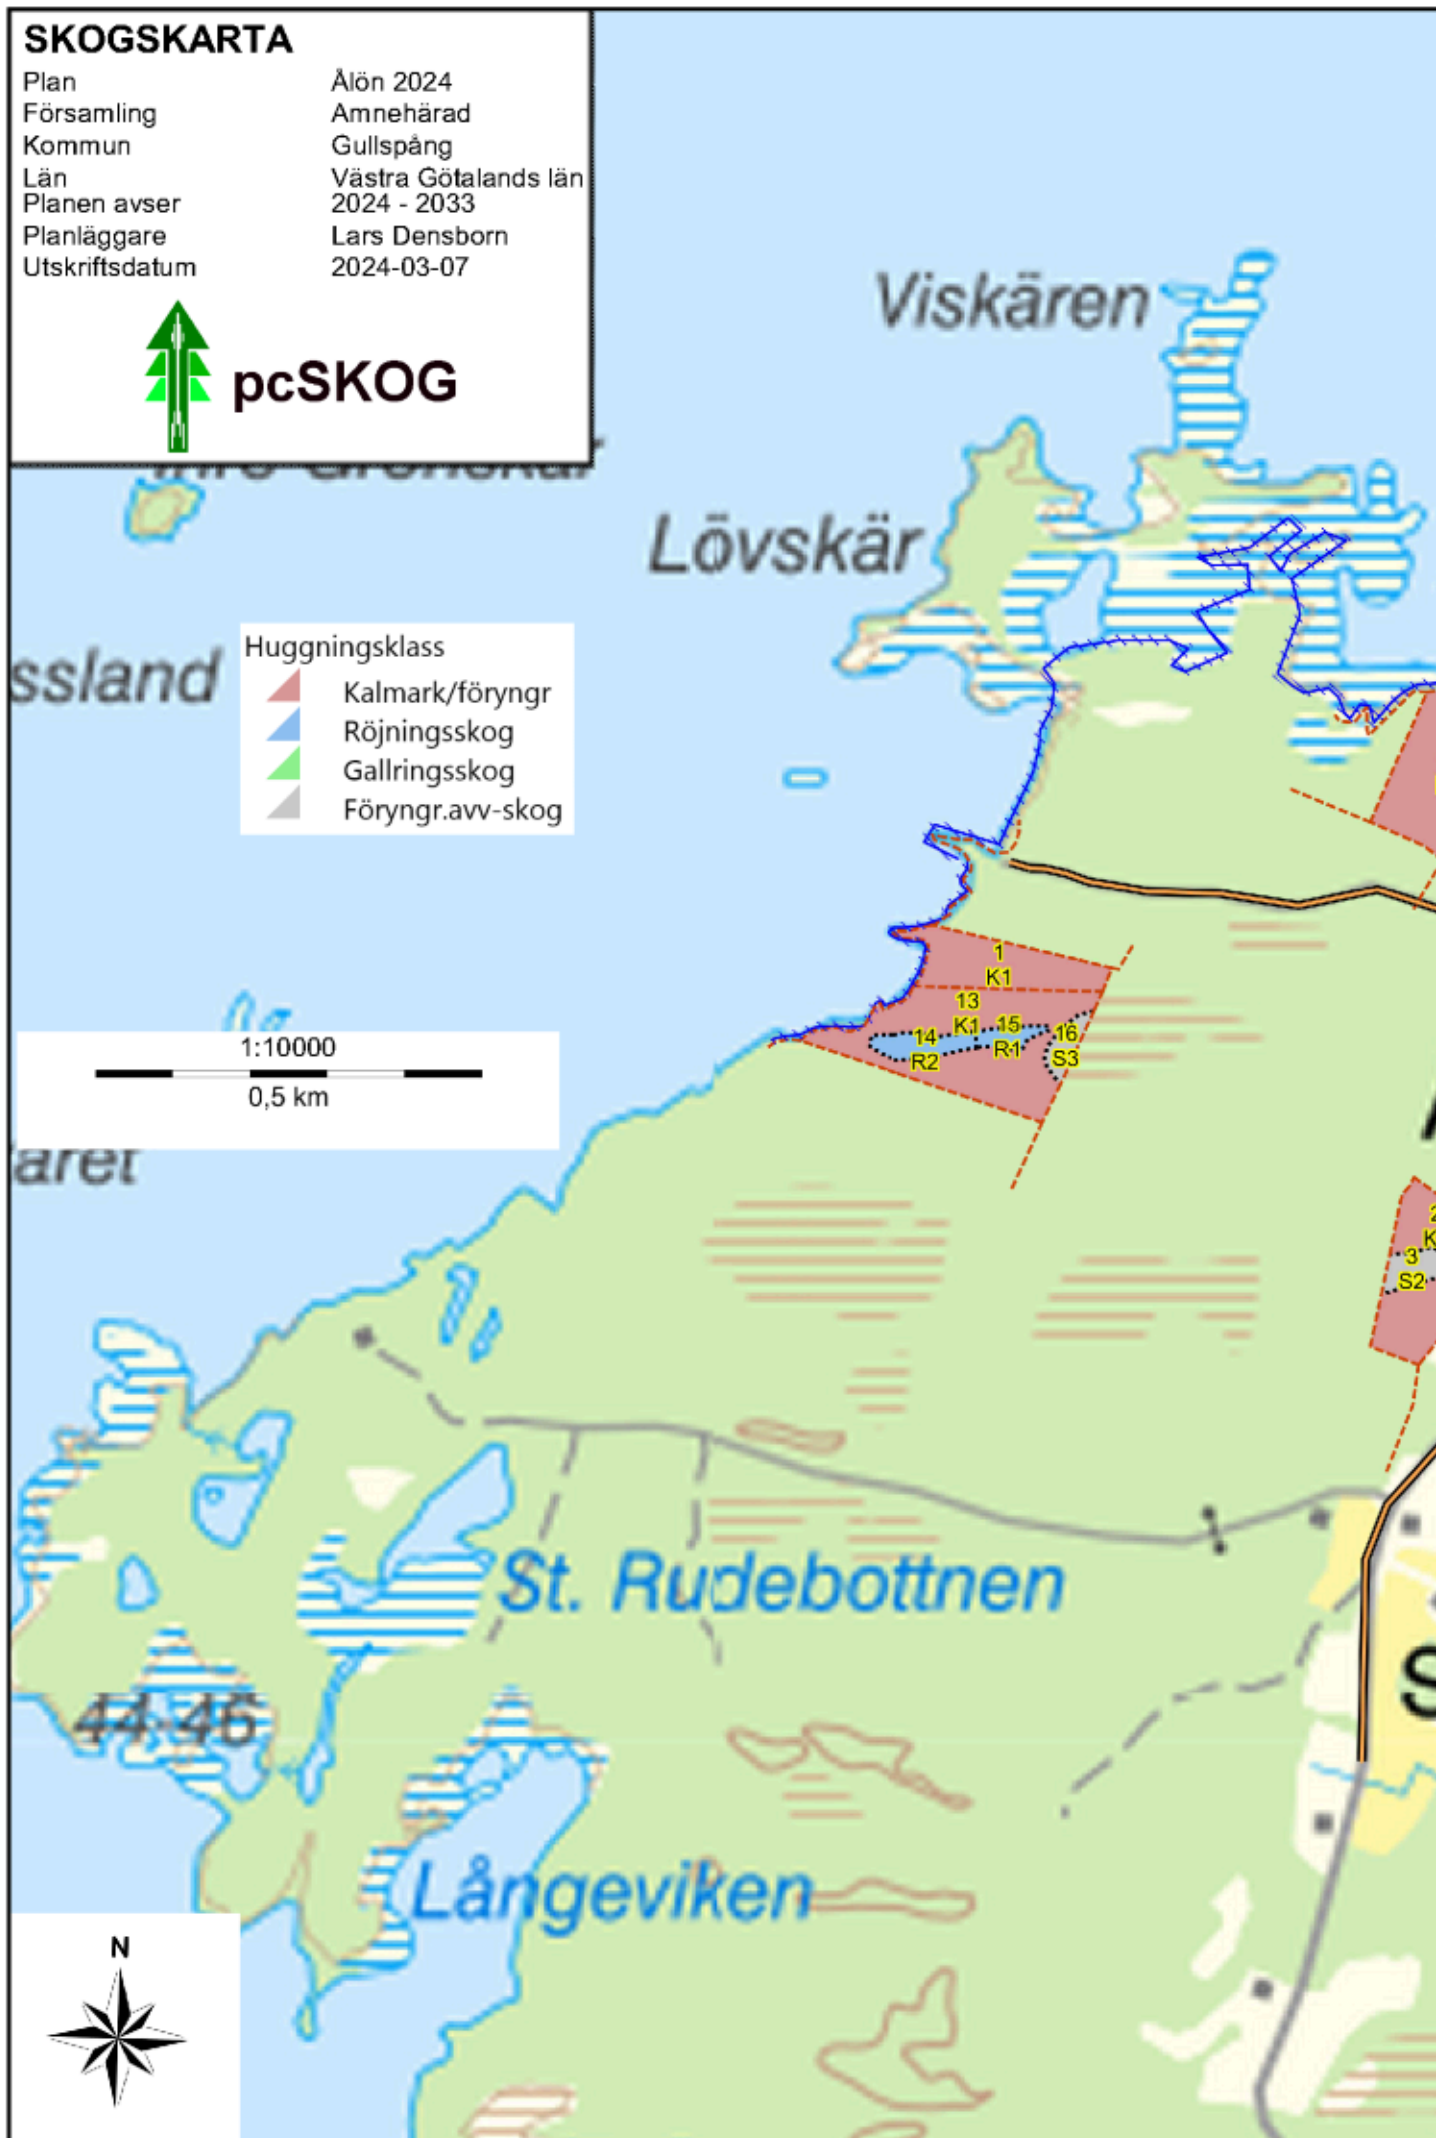 SKOGSKARTA
Plan Ålön 2024
Församling Amnehärad
Kommun Gullspång
Län Västra Götalands län
Planen avser 2024 - 2033
Planläggare Lars Densborn
Utskriftsdatum 2024-03-07
pcSKOG
Viskären
Lövskär
ssland
Huggningsklass
Kalmark/föryngr
Röjningsskog
Gallringsskog
Föryngr.avv-skog
1
K1
13
K1
14
R2
15
R1
16
S3
1:10000
0,5 km
aret
2
K
3
S2
St. Rudebottnen
S
44-46
Långeviken
N